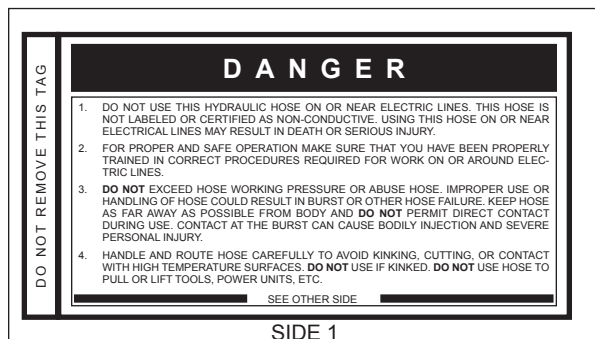 DO NOT REMOVE THIS TAG
DANGER
1. DO NOT USE THIS HYDRAULIC HOSE ON OR NEAR ELECTRIC LINES. THIS HOSE IS
NOT LABELED OR CERTIFIED AS NON-CONDUCTIVE. USING THIS HOSE ON OR NEAR
ELECTRICAL LINES MAY RESULT IN DEATH OR SERIOUS INJURY.
2. FOR PROPER AND SAFE OPERATION MAKE SURE THAT YOU HAVE BEEN PROPERLY
TRAINED IN CORRECT PROCEDURES REQUIRED FOR WORK ON OR AROUND ELEC-
TRIC LINES.
3. DO NOT EXCEED HOSE WORKING PRESSURE OR ABUSE HOSE. IMPROPER USE OR
HANDLING OF HOSE COULD RESULT IN BURST OR OTHER HOSE FAILURE. KEEP HOSE
AS FAR AWAY AS POSSIBLE FROM BODY AND DO NOT PERMIT DIRECT CONTACT
DURING USE. CONTACT AT THE BURST CAN CAUSE BODILY INJECTION AND SEVERE
PERSONAL INJURY.
4. HANDLE AND ROUTE HOSE CAREFULLY TO AVOID KINKING, CUTTING, OR CONTACT
WITH HIGH TEMPERATURE SURFACES. DO NOT USE IF KINKED. DO NOT USE HOSE TO
PULL OR LIFT TOOLS, POWER UNITS, ETC.
SEE OTHER SIDE
SIDE 1